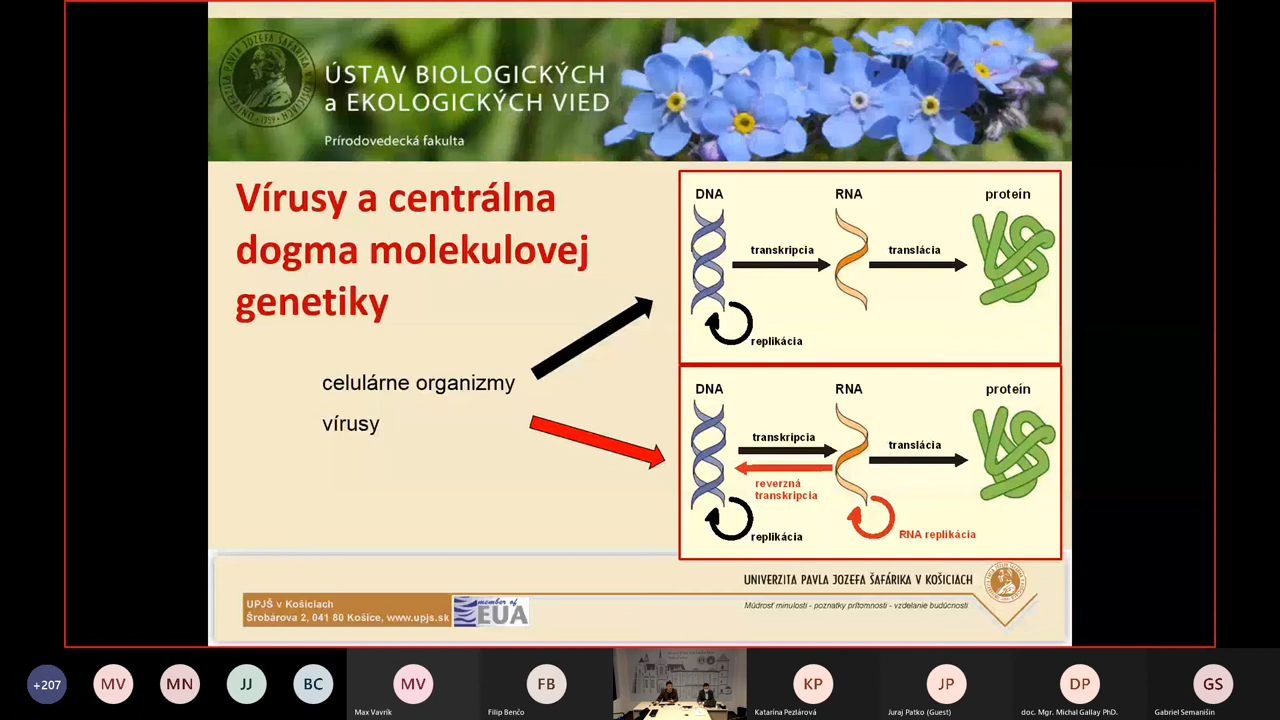 ÚSTAV BIOLOGICKÝCH
a EKOLOGICKÝCH VIED
Prírodovedecká fakulta
Vírusy a centrálna
dogma molekulovej
genetiky
celulárne organizmy
vírusy
DNA
RNA
proteín
transkripcia
translácia
replikácia
DNA
RNA
proteín
transkripcia
translácia
reverzná
transkripcia
replikácia
RNA replikácia
UNIVERZITA PAVLA JOZEFA ŠAFÁRIKA V KOŠICIACH
Múdrosť minulosti - poznatky prítomnosti - vzdelanie budúcnosti
UPJŠ v Košiciach
Šrobárova 2, 041 80 Košice, www.upjs.sk
member of
EUA
+207
MV
MN
JJ
BC
MV
Max Vavrik
FB
Filip Benčo
KP
Katarína Pezlárová
JP
Juraj Patko (Guest)
DP
doc. Mgr. Michal Gallay PhD.
GS
Gabriel Semanišin